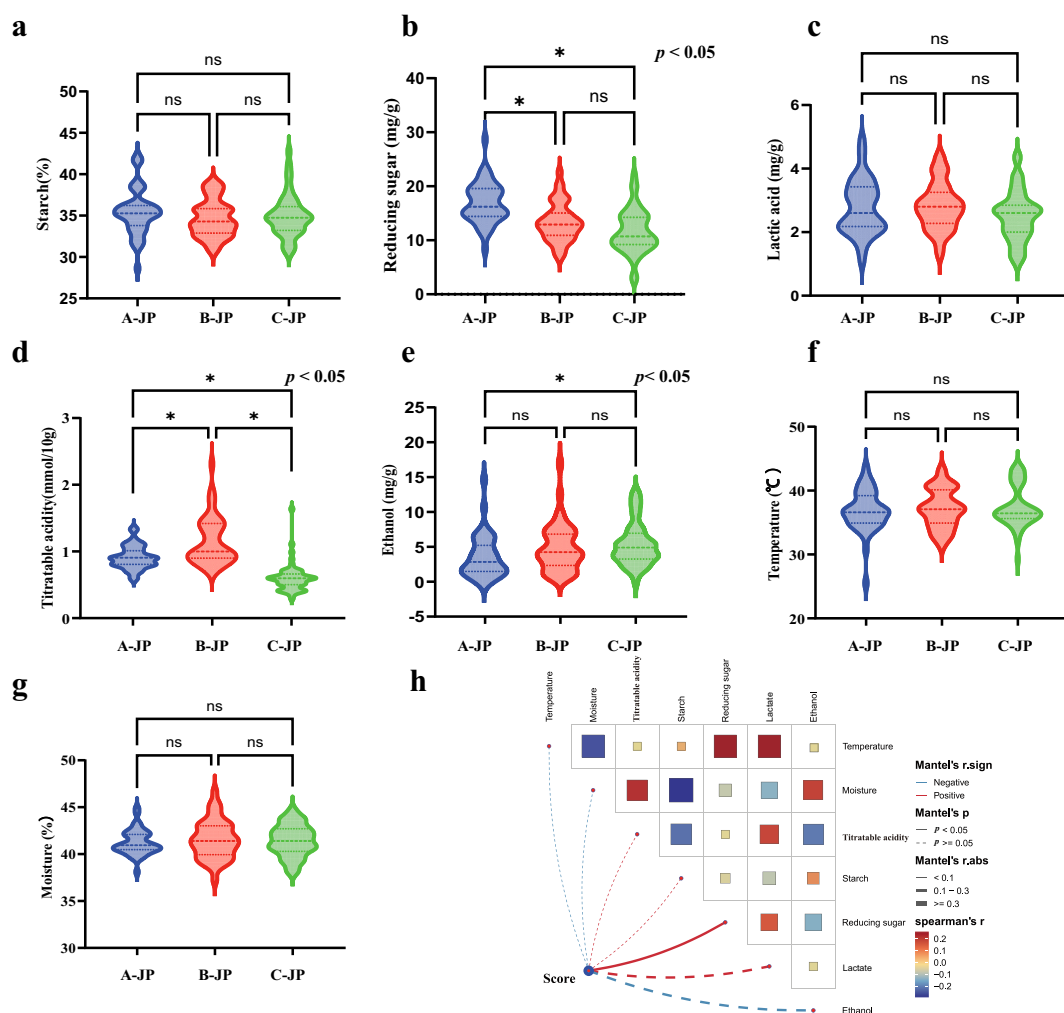 a
ns
ns
ns
50
45
40
35
30
25
Starch(%)
A-JP
B-JP
C-JP
b
*
p < 0.05
*
ns
40
30
20
10
0
Reducing sugar (mg/g)
A-JP
B-JP
C-JP
c
ns
ns
ns
6
4
2
0
Lactic acid (mg/g)
A-JP
B-JP
C-JP
d
*
p < 0.05
*
*
3
2
1
0
Titratable acidity(mmol/10g)
A-JP
B-JP
C-JP
e
*
p< 0.05
ns
ns
25
20
15
10
5
0
-5
Ethanol (mg/g)
A-JP
B-JP
C-JP
f
ns
ns
ns
50
40
30
20
Temperature (℃)
A-JP
B-JP
C-JP
g
ns
ns
ns
50
45
40
35
30
Moisture (%)
A-JP
B-JP
C-JP
h
Temperature
Moisture
Titratable acidity
Starch
Reducing sugar
Lactate
Ethanol
Temperature
Moisture
Titratable acidity
Starch
Reducing sugar
Lactate
Ethanol
Score
Mantel's r.sign
Negative
Positive
Mantel's p
p < 0.05
p >= 0.05
Mantel's r.abs
< 0.1
0.1 − 0.3
>= 0.3
spearman's r
0.2
0.1
0.0
−0.1
−0.2